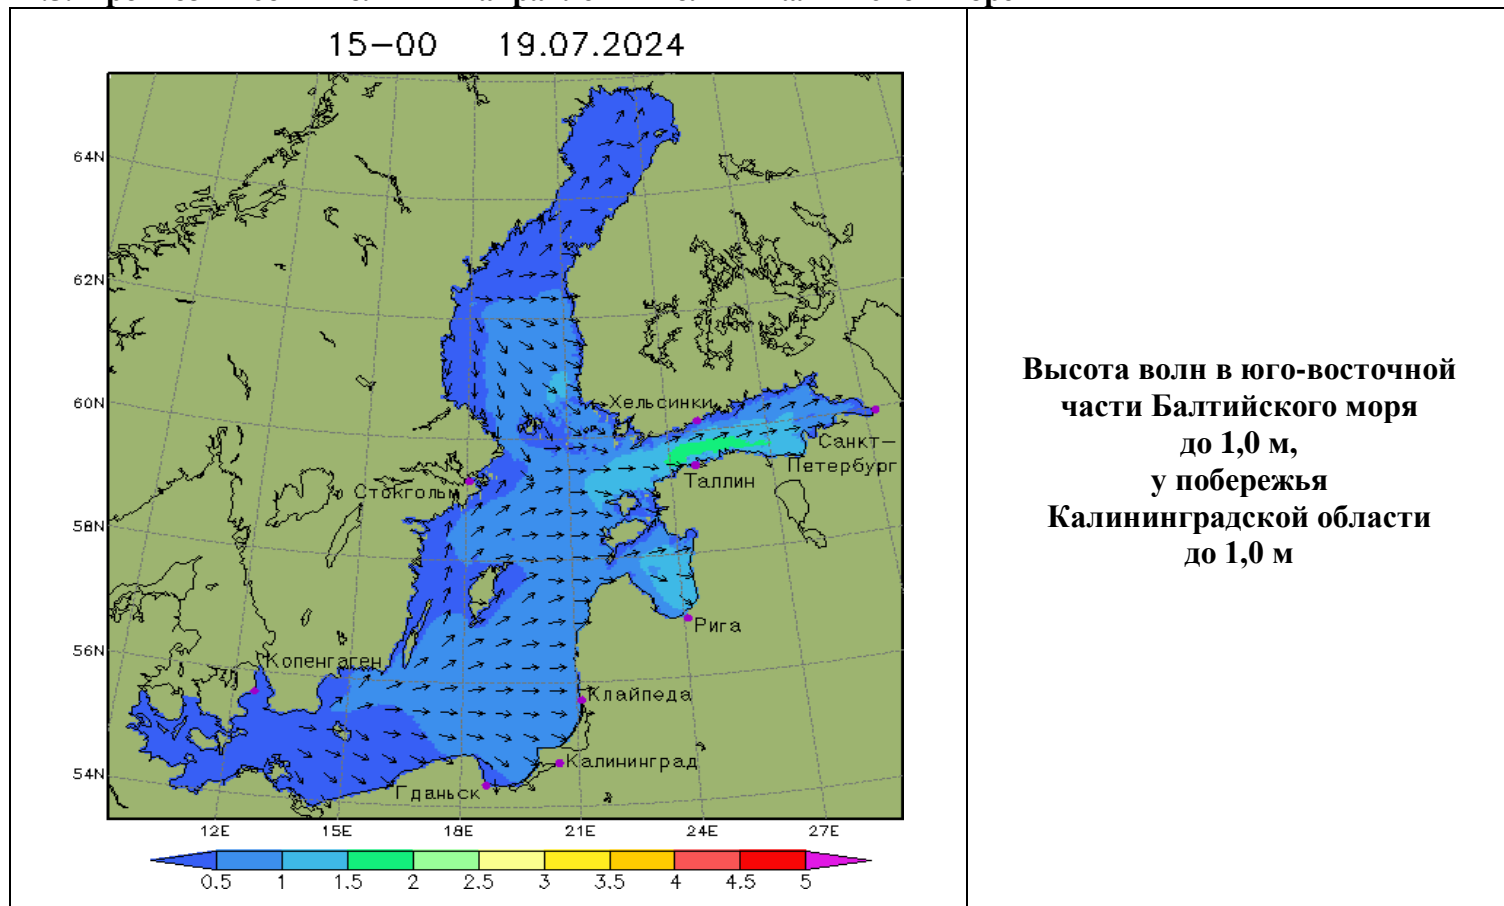 15-00 19.07.2024
64N
62N
60N
58N
56N
54N
Хельсинки
Санкт-
Петербург
Таллин
Стокгольм
Рига
Копенгаген
Клайпеда
Калининград
Гданьск
12E 15E 18E 21E 24E 27E
0.5 1 1.5 2 2.5 3 3.5 4 4.5 5
Высота волн в юго-восточной
части Балтийского моря
до 1,0 м,
у побережья
Калининградской области
до 1,0 м